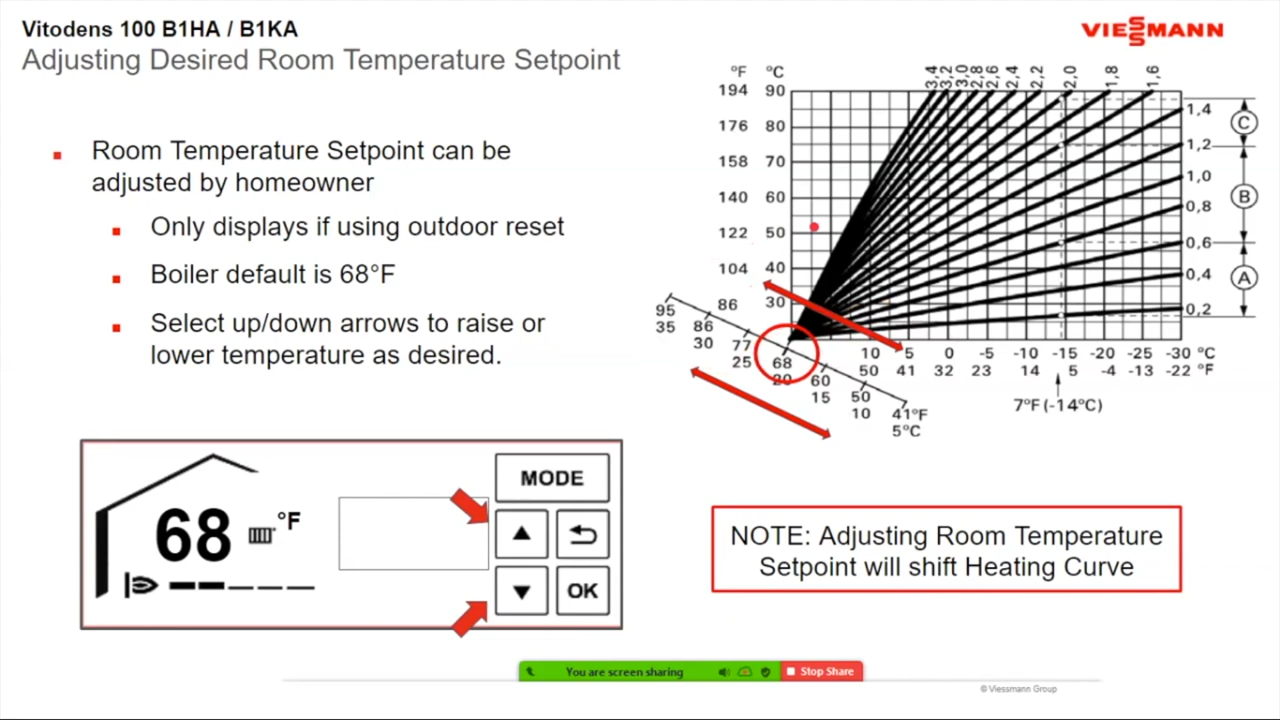 Vitodens 100 B1HA / B1KA
VIESSMANN
Adjusting Desired Room Temperature Setpoint
Room Temperature Setpoint can be
adjusted by homeowner
Only displays if using outdoor reset
Boiler default is 68°F
Select up/down arrows to raise or
lower temperature as desired.
°F °C
3,4 3,2 3,0 2,8 2,6 2,4 2,2 2,0 1,8 1,6
194 90
176 80
158 70
140 60
122 50
104 40
86 30
1,4
1,2
1,0
0,8
0,6
0,4
0,2
C
B
A
10 5 0 -5 -10 -15 -20 -25 -30 °C
50 41 32 23 14 5 -4 -13 -22 °F
7°F (-14°C)
95 86 77 68 60 50 41°F
35 30 25 20 15 10 5°C
68 °F
MODE
OK
NOTE: Adjusting Room Temperature
Setpoint will shift Heating Curve
You are screen sharing
Stop Share
© Viessmann Group